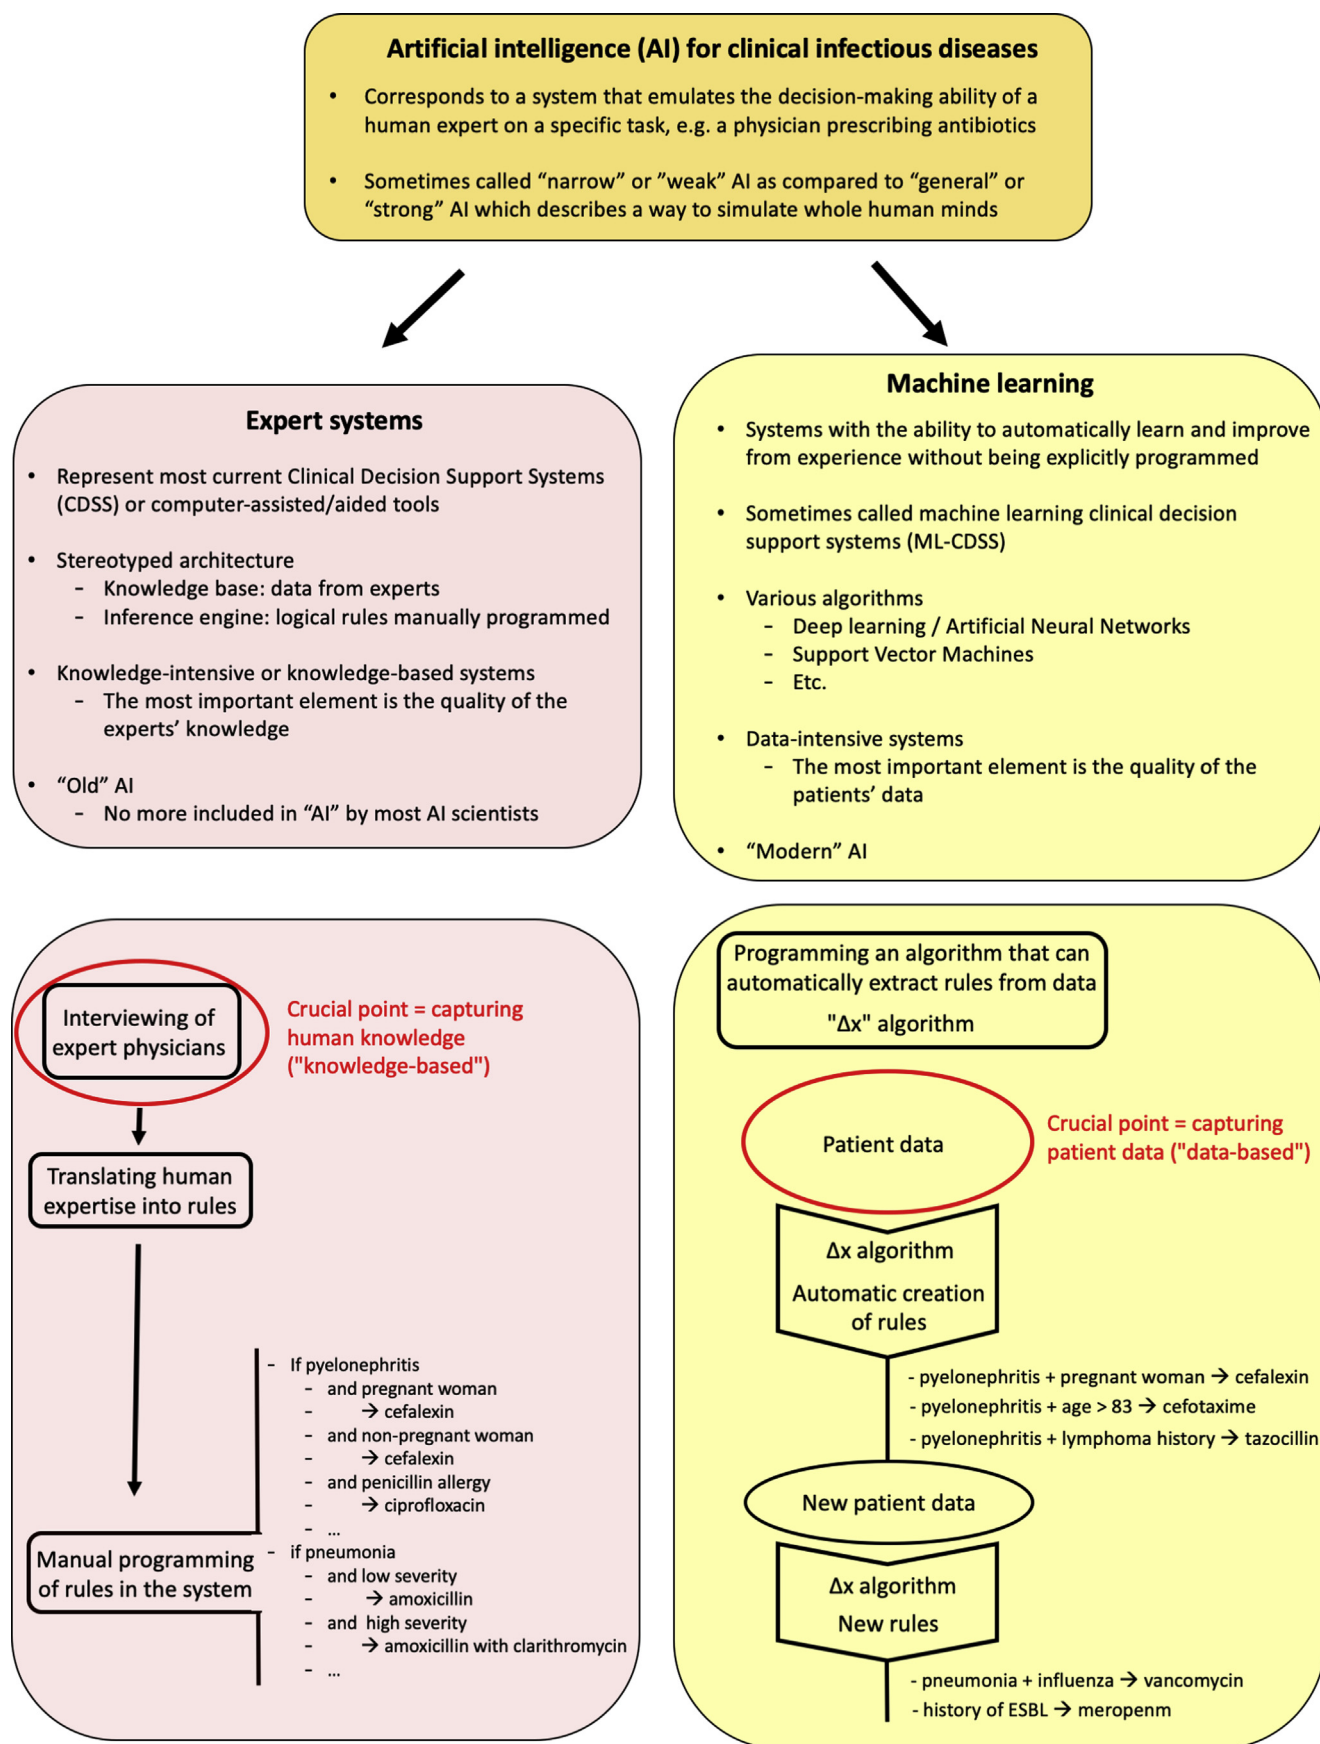 Artificial intelligence (AI) for clinical infectious diseases
• Corresponds to a system that emulates the decision-making ability of a
human expert on a specific task, e.g. a physician prescribing antibiotics
• Sometimes called “narrow” or ”weak” AI as compared to “general” or
“strong” AI which describes a way to simulate whole human minds
Expert systems
• Represent most current Clinical Decision Support Systems
(CDSS) or computer-assisted/aided tools
• Stereotyped architecture
- Knowledge base: data from experts
- Inference engine: logical rules manually programmed
• Knowledge-intensive or knowledge-based systems
- The most important element is the quality of the
experts’ knowledge
• “Old” AI
- No more included in “AI” by most AI scientists
Machine learning
• Systems with the ability to automatically learn and improve
from experience without being explicitly programmed
• Sometimes called machine learning clinical decision
support systems (ML-CDSS)
• Various algorithms
- Deep learning / Artificial Neural Networks
- Support Vector Machines
- Etc.
• Data-intensive systems
- The most important element is the quality of the
patients’ data
• “Modern” AI
Interviewing of
expert physicians
Crucial point = capturing
human knowledge
("knowledge-based")
Translating human
expertise into rules
Manual programming
of rules in the system
- If pyelonephritis
- and pregnant woman
- → cefalexin
- and non-pregnant woman
- → cefalexin
- and penicillin allergy
- → ciprofloxacin
- ...
- if pneumonia
- and low severity
- → amoxicillin
- and high severity
- → amoxicillin with clarithromycin
- ...
Programming an algorithm that can
automatically extract rules from data
"Δx" algorithm
Patient data
Crucial point = capturing
patient data ("data-based")
Δx algorithm
Automatic creation
of rules
- pyelonephritis + pregnant woman → cefalexin
- pyelonephritis + age > 83 → cefotaxime
- pyelonephritis + lymphoma history → tazocillin
New patient data
Δx algorithm
New rules
- pneumonia + influenza → vancomycin
- history of ESBL → meropenm